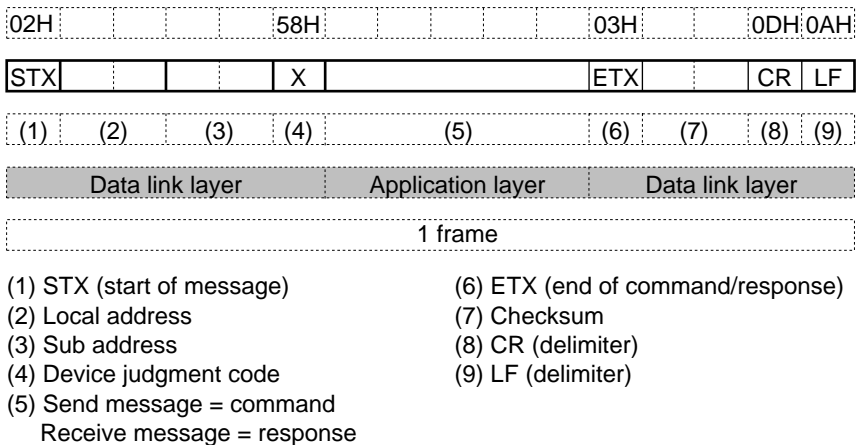 02H 58H 03H 0DH 0AH
STX X ETX CR LF
(1) (2) (3) (4) (5) (6) (7) (8) (9)
Data link layer Application layer Data link layer
1 frame
(1) STX (start of message)
(2) Local address
(3) Sub address
(4) Device judgment code
(5) Send message = command
Receive message = response
(6) ETX (end of command/response)
(7) Checksum
(8) CR (delimiter)
(9) LF (delimiter)